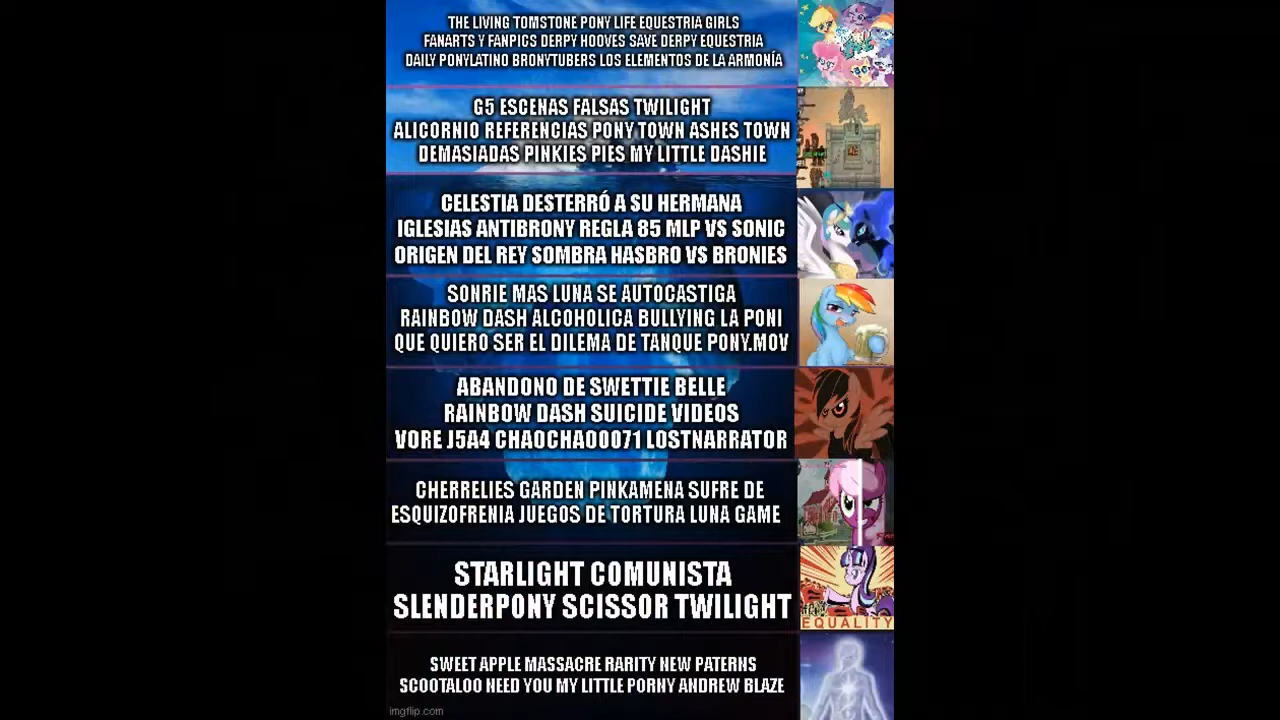 THE LIVING TOMSTONE PONY LIFE EQUESTRIA GIRLS
FANARTS Y FANPICS DERPY HOOVES SAVE DERPY EQUESTRIA
DAILY PONYLATINO BRONYTUBERS LOS ELEMENTOS DE LA ARMONÍA
G5 ESCENAS FALSAS TWILIGHT
ALICORNIO REFERENCIAS PONY TOWN ASHES TOWN
DEMASIADAS PINKIES PIES MY LITTLE DASHIE
CELESTIA DESTERRÓ A SU HERMANA
IGLESIAS ANTIBRONY REGLA 85 MLP VS SONIC
ORIGEN DEL REY SOMBRA HASBRO VS BRONIES
SONRIE MAS LUNA SE AUTOCASTIGA
RAINBOW DASH ALCOHOLICA BULLYING LA PONI
QUE QUIERO SER EL DILEMA DE TANQUE PONY.MOV
ABANDONO DE SWETTIE BELLE
RAINBOW DASH SUICIDE VIDEOS
VORE J5A4 CHAOCHAO0071 LOSTNARRATOR
CHERRELIES GARDEN PINKAMENA SUFRE DE
ESQUIZOFRENIA JUEGOS DE TORTURA LUNA GAME
STARLIGHT COMUNISTA
SLENDERPONY SCISSOR TWILIGHT
EQUALITY
SWEET APPLE MASSACRE RARITY NEW PATERNS
SCOOTALOO NEED YOU MY LITTLE PORNY ANDREW BLAZE
imgflip.com